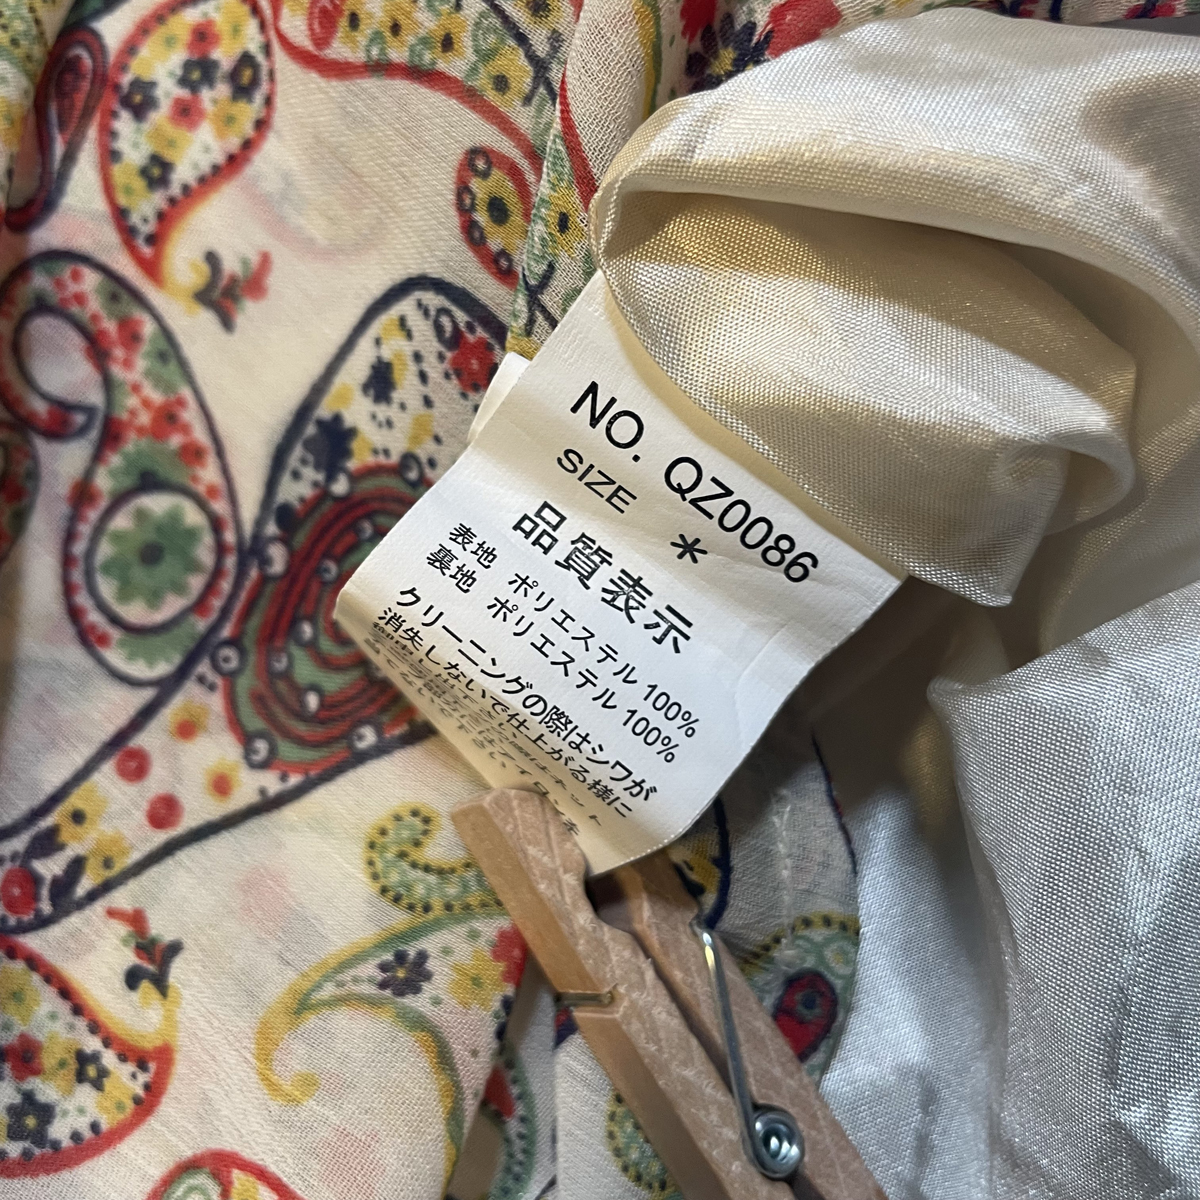 NO. QZ0086
SIZE *
品質表示
表地 ポリエステル 100%
裏地 ポリエステル 100%
クリーニングの際はシワが
消失しないで仕上がる様に